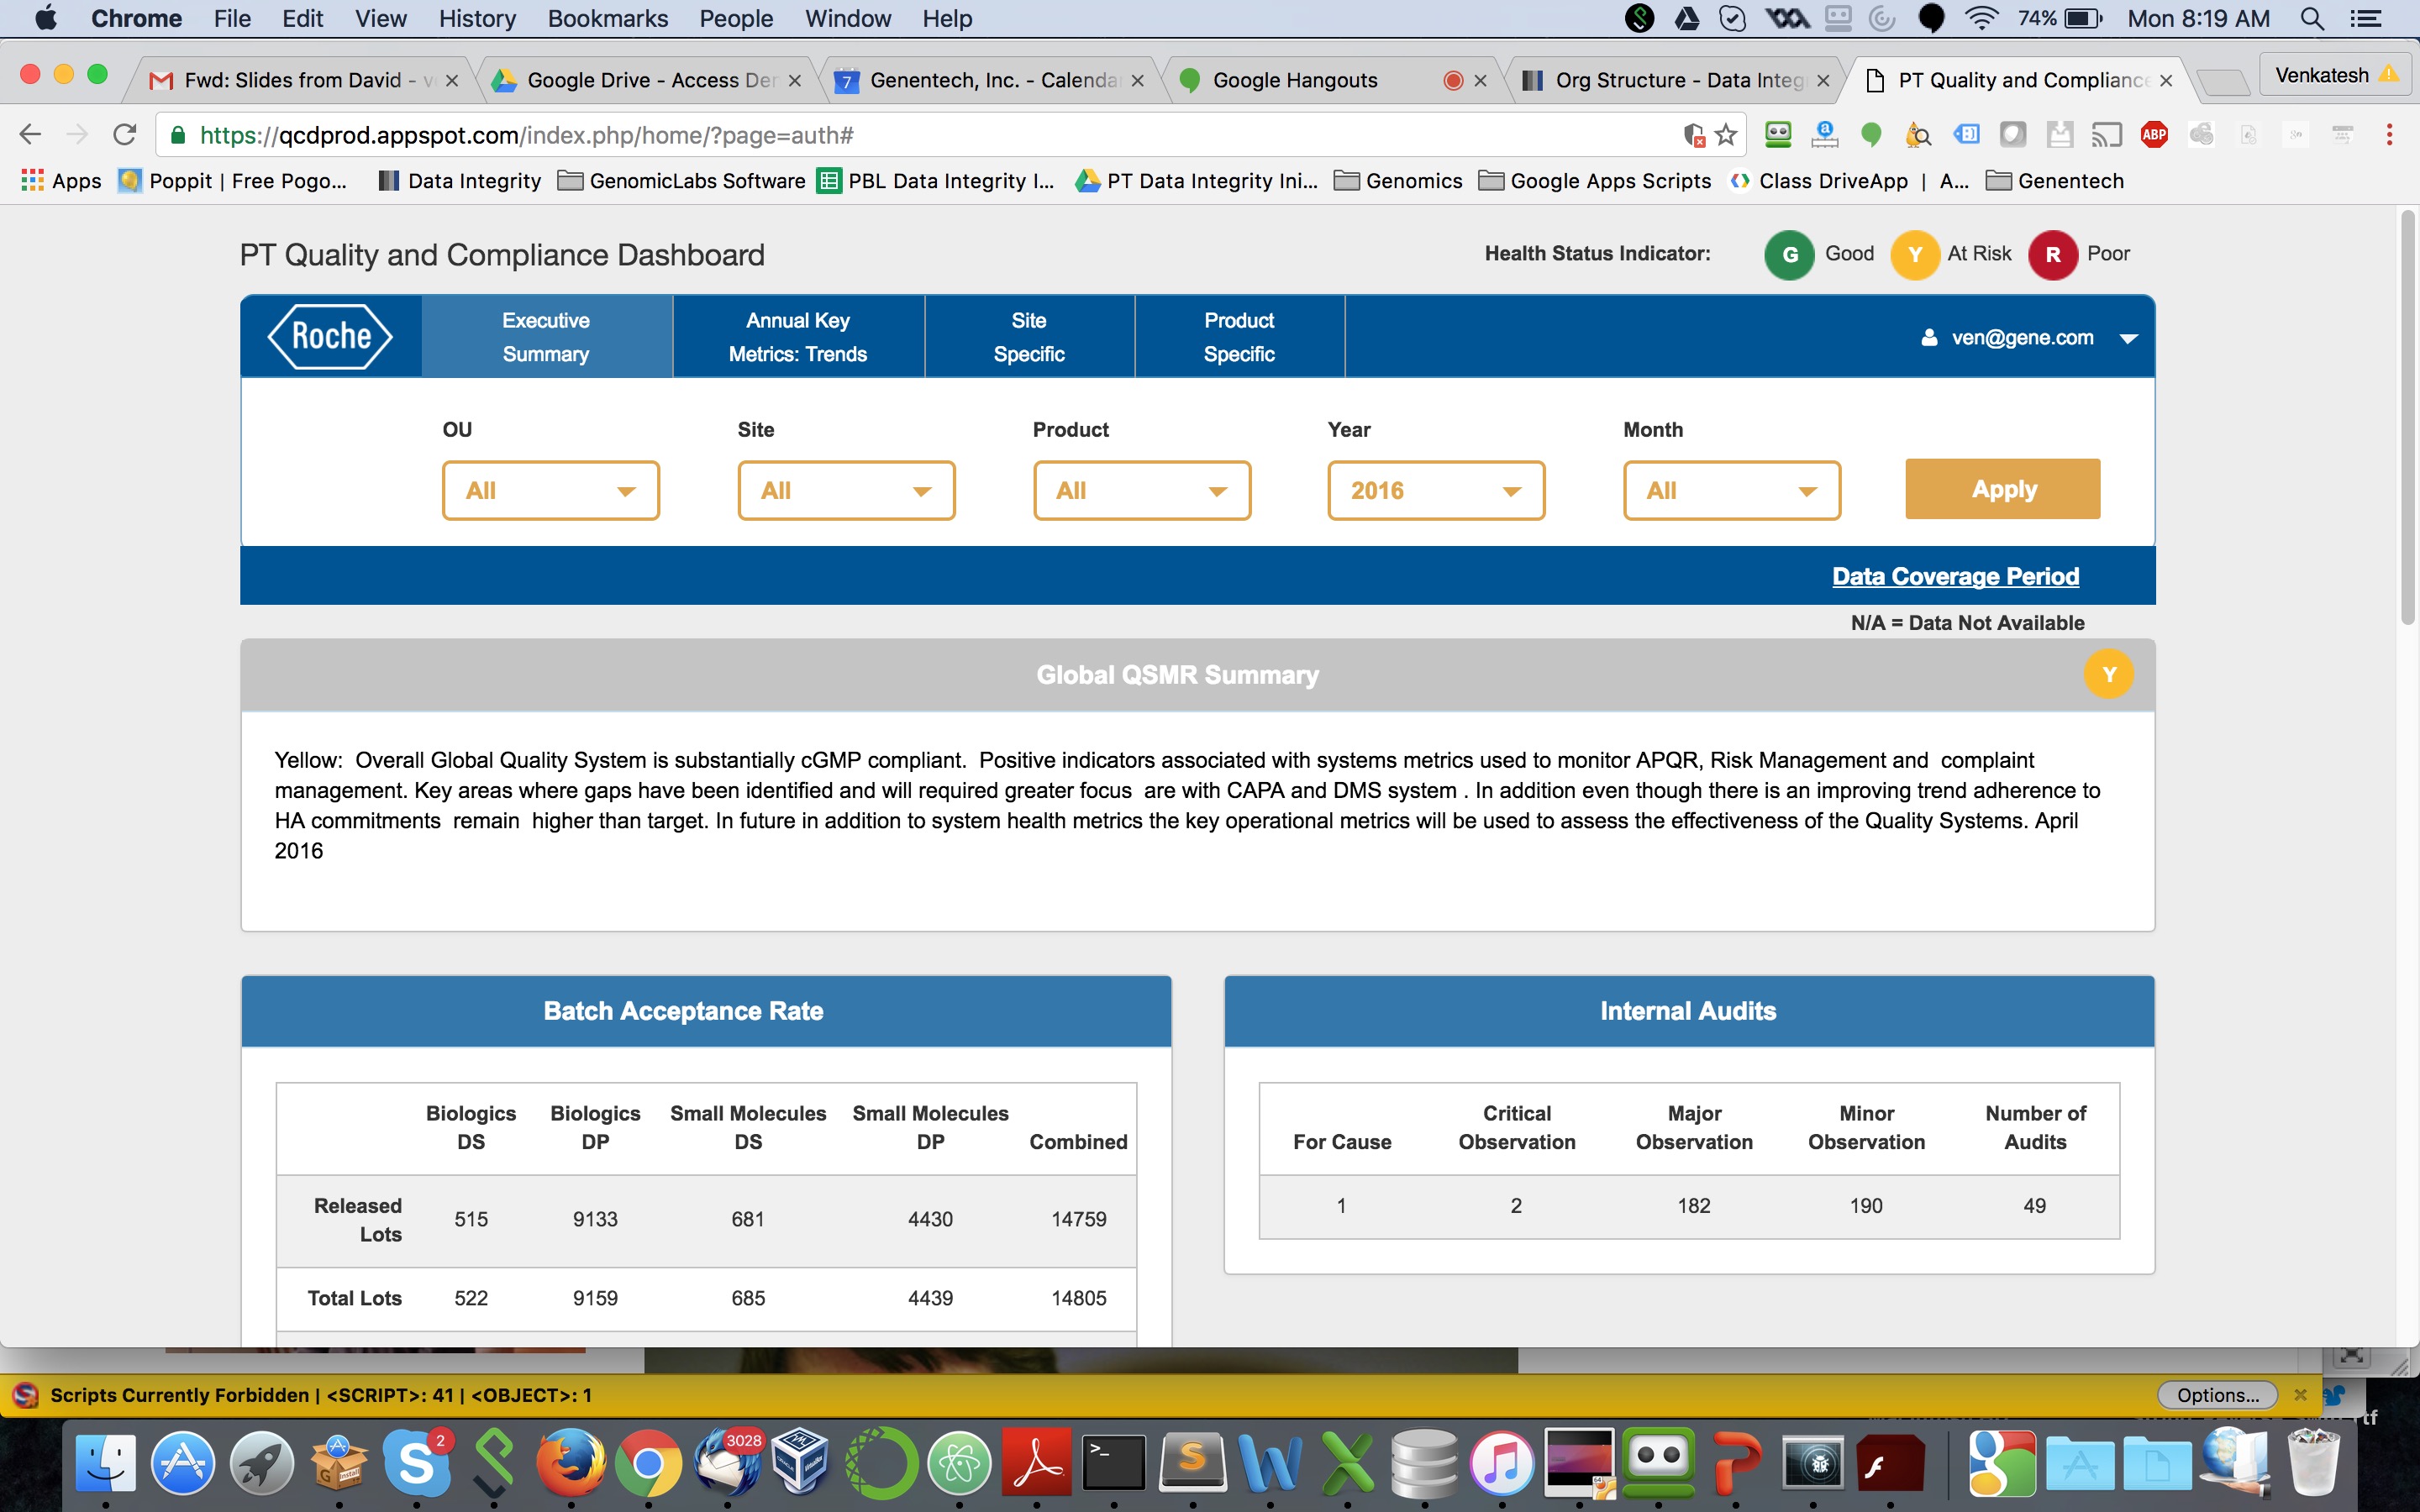 Chrome File Edit View History Bookmarks People Window Help 74% Mon 8:19 AM
Fwd: Slides from David - Google Drive - Access Den 7 Genentech, Inc. - Calenda Google Hangouts Org Structure - Data Integ PT Quality and Compliance Venkatesh
https://qcdprod.appspot.com/index.php/home/?page=auth# ABP
Apps Poppit | Free Pogo... Data Integrity GenomicLabs Software PBL Data Integrity I... PT Data Integrity Ini... Genomics Google Apps Scripts Class DriveApp | A... Genentech
PT Quality and Compliance Dashboard Health Status Indicator: G Good Y At Risk R Poor
Roche
Executive
Summary
Annual Key
Metrics: Trends
Site
Specific
Product
Specific
ven@gene.com
OU Site Product Year Month
All All All 2016 All Apply
Data Coverage Period
N/A = Data Not Available
Global QSMR Summary Y
Yellow: Overall Global Quality System is substantially cGMP compliant. Positive indicators associated with systems metrics used to monitor APQR, Risk Management and complaint
management. Key areas where gaps have been identified and will required greater focus are with CAPA and DMS system . In addition even though there is an improving trend adherence to
HA commitments remain higher than target. In future in addition to system health metrics the key operational metrics will be used to assess the effectiveness of the Quality Systems. April
2016
Batch Acceptance Rate
Biologics Biologics Small Molecules Small Molecules
DS DP DS DP Combined
Released
Lots 515 9133 681 4430 14759
Total Lots 522 9159 685 4439 14805
Internal Audits
Critical Major Minor Number of
For Cause Observation Observation Observation Audits
1 2 182 190 49
Scripts Currently Forbidden | <SCRIPT>: 41 | <OBJECT>: 1 Options...
2 3028